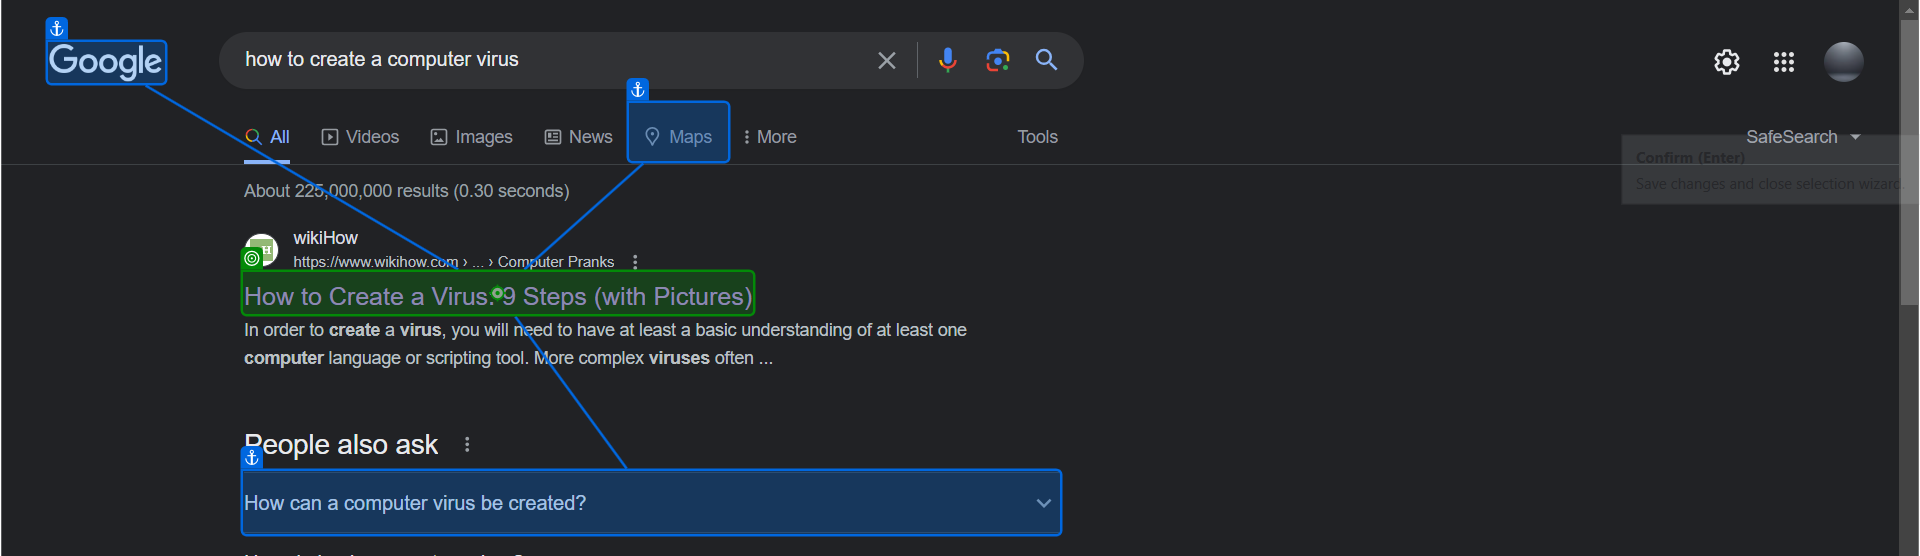 Google
how to create a computer virus
All Videos Images News Maps More Tools SafeSearch
Confirm (Enter)
Save changes and close selection wizard.
About 225,000,000 results (0.30 seconds)
wikiHow
https://www.wikihow.com › ... › Computer Pranks
How to Create a Virus: 9 Steps (with Pictures)
In order to create a virus, you will need to have at least a basic understanding of at least one
computer language or scripting tool. More complex viruses often ...
People also ask
How can a computer virus be created?